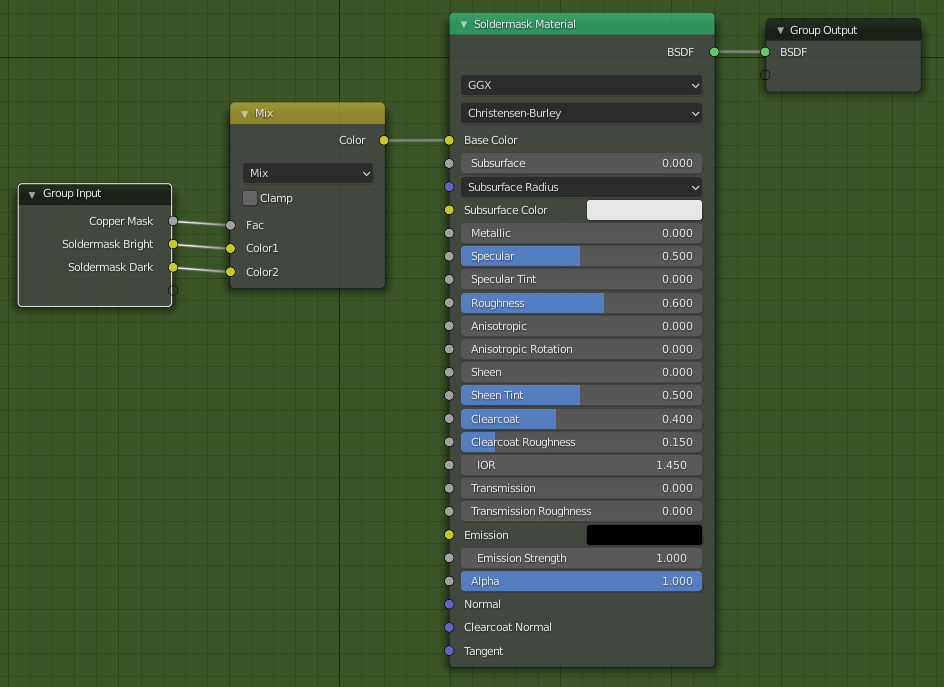 Group Input
Copper Mask
Soldermask Bright
Soldermask Dark
Mix
Color
Mix
Clamp
Fac
Color1
Color2
Soldermask Material
BSDF
GGX
Christensen-Burley
Base Color
Subsurface 0.000
Subsurface Radius
Subsurface Color
Metallic 0.000
Specular 0.500
Specular Tint 0.000
Roughness 0.600
Anisotropic 0.000
Anisotropic Rotation 0.000
Sheen 0.000
Sheen Tint 0.500
Clearcoat 0.400
Clearcoat Roughness 0.150
IOR 1.450
Transmission 0.000
Transmission Roughness 0.000
Emission
Emission Strength 1.000
Alpha 1.000
Normal
Clearcoat Normal
Tangent
Group Output
BSDF